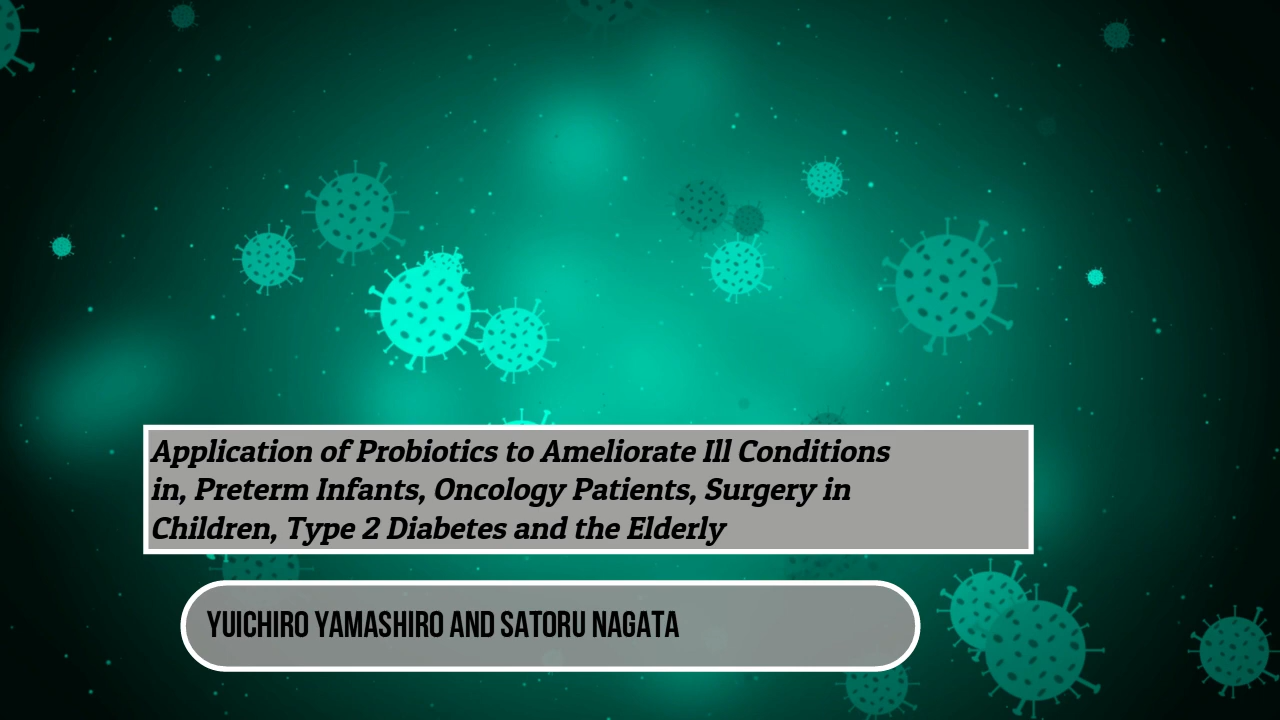 Application of Probiotics to Ameliorate Ill Conditions
in, Preterm Infants, Oncology Patients, Surgery in
Children, Type 2 Diabetes and the Elderly
YUICHIRO YAMASHIRO AND SATORU NAGATA